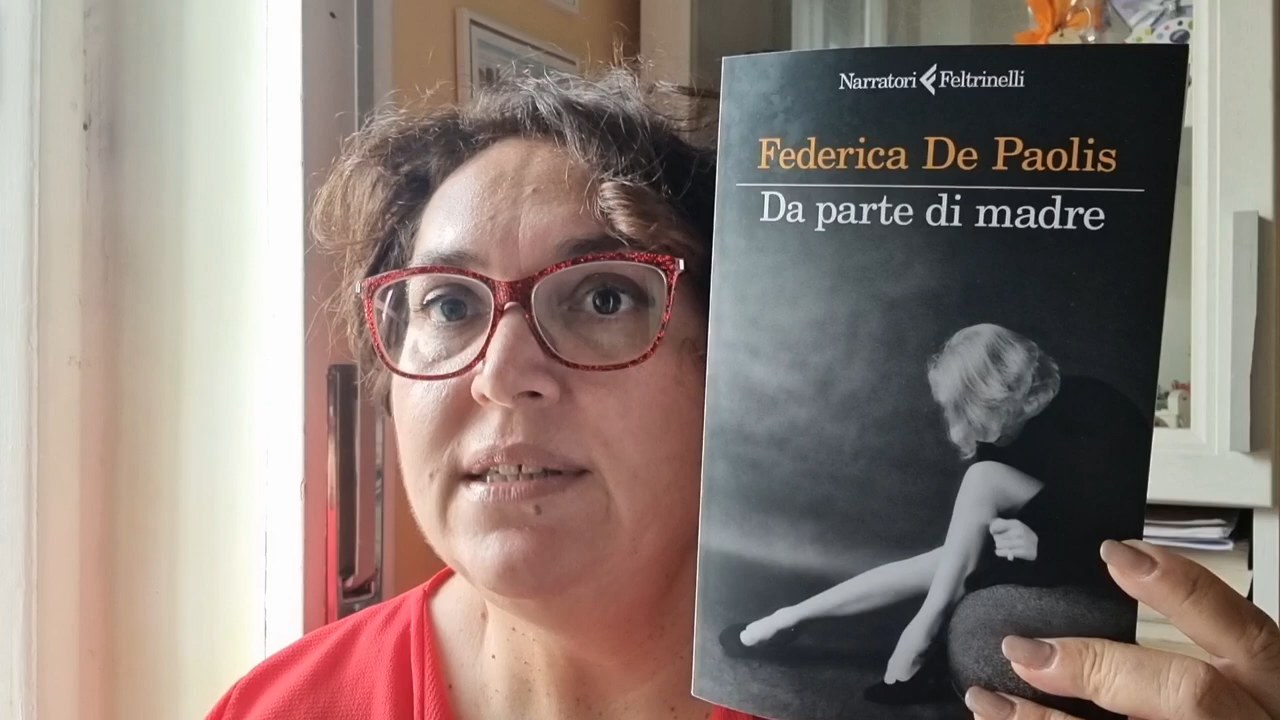 Narratori Feltrinelli
Federica De Paolis
Da parte di madre